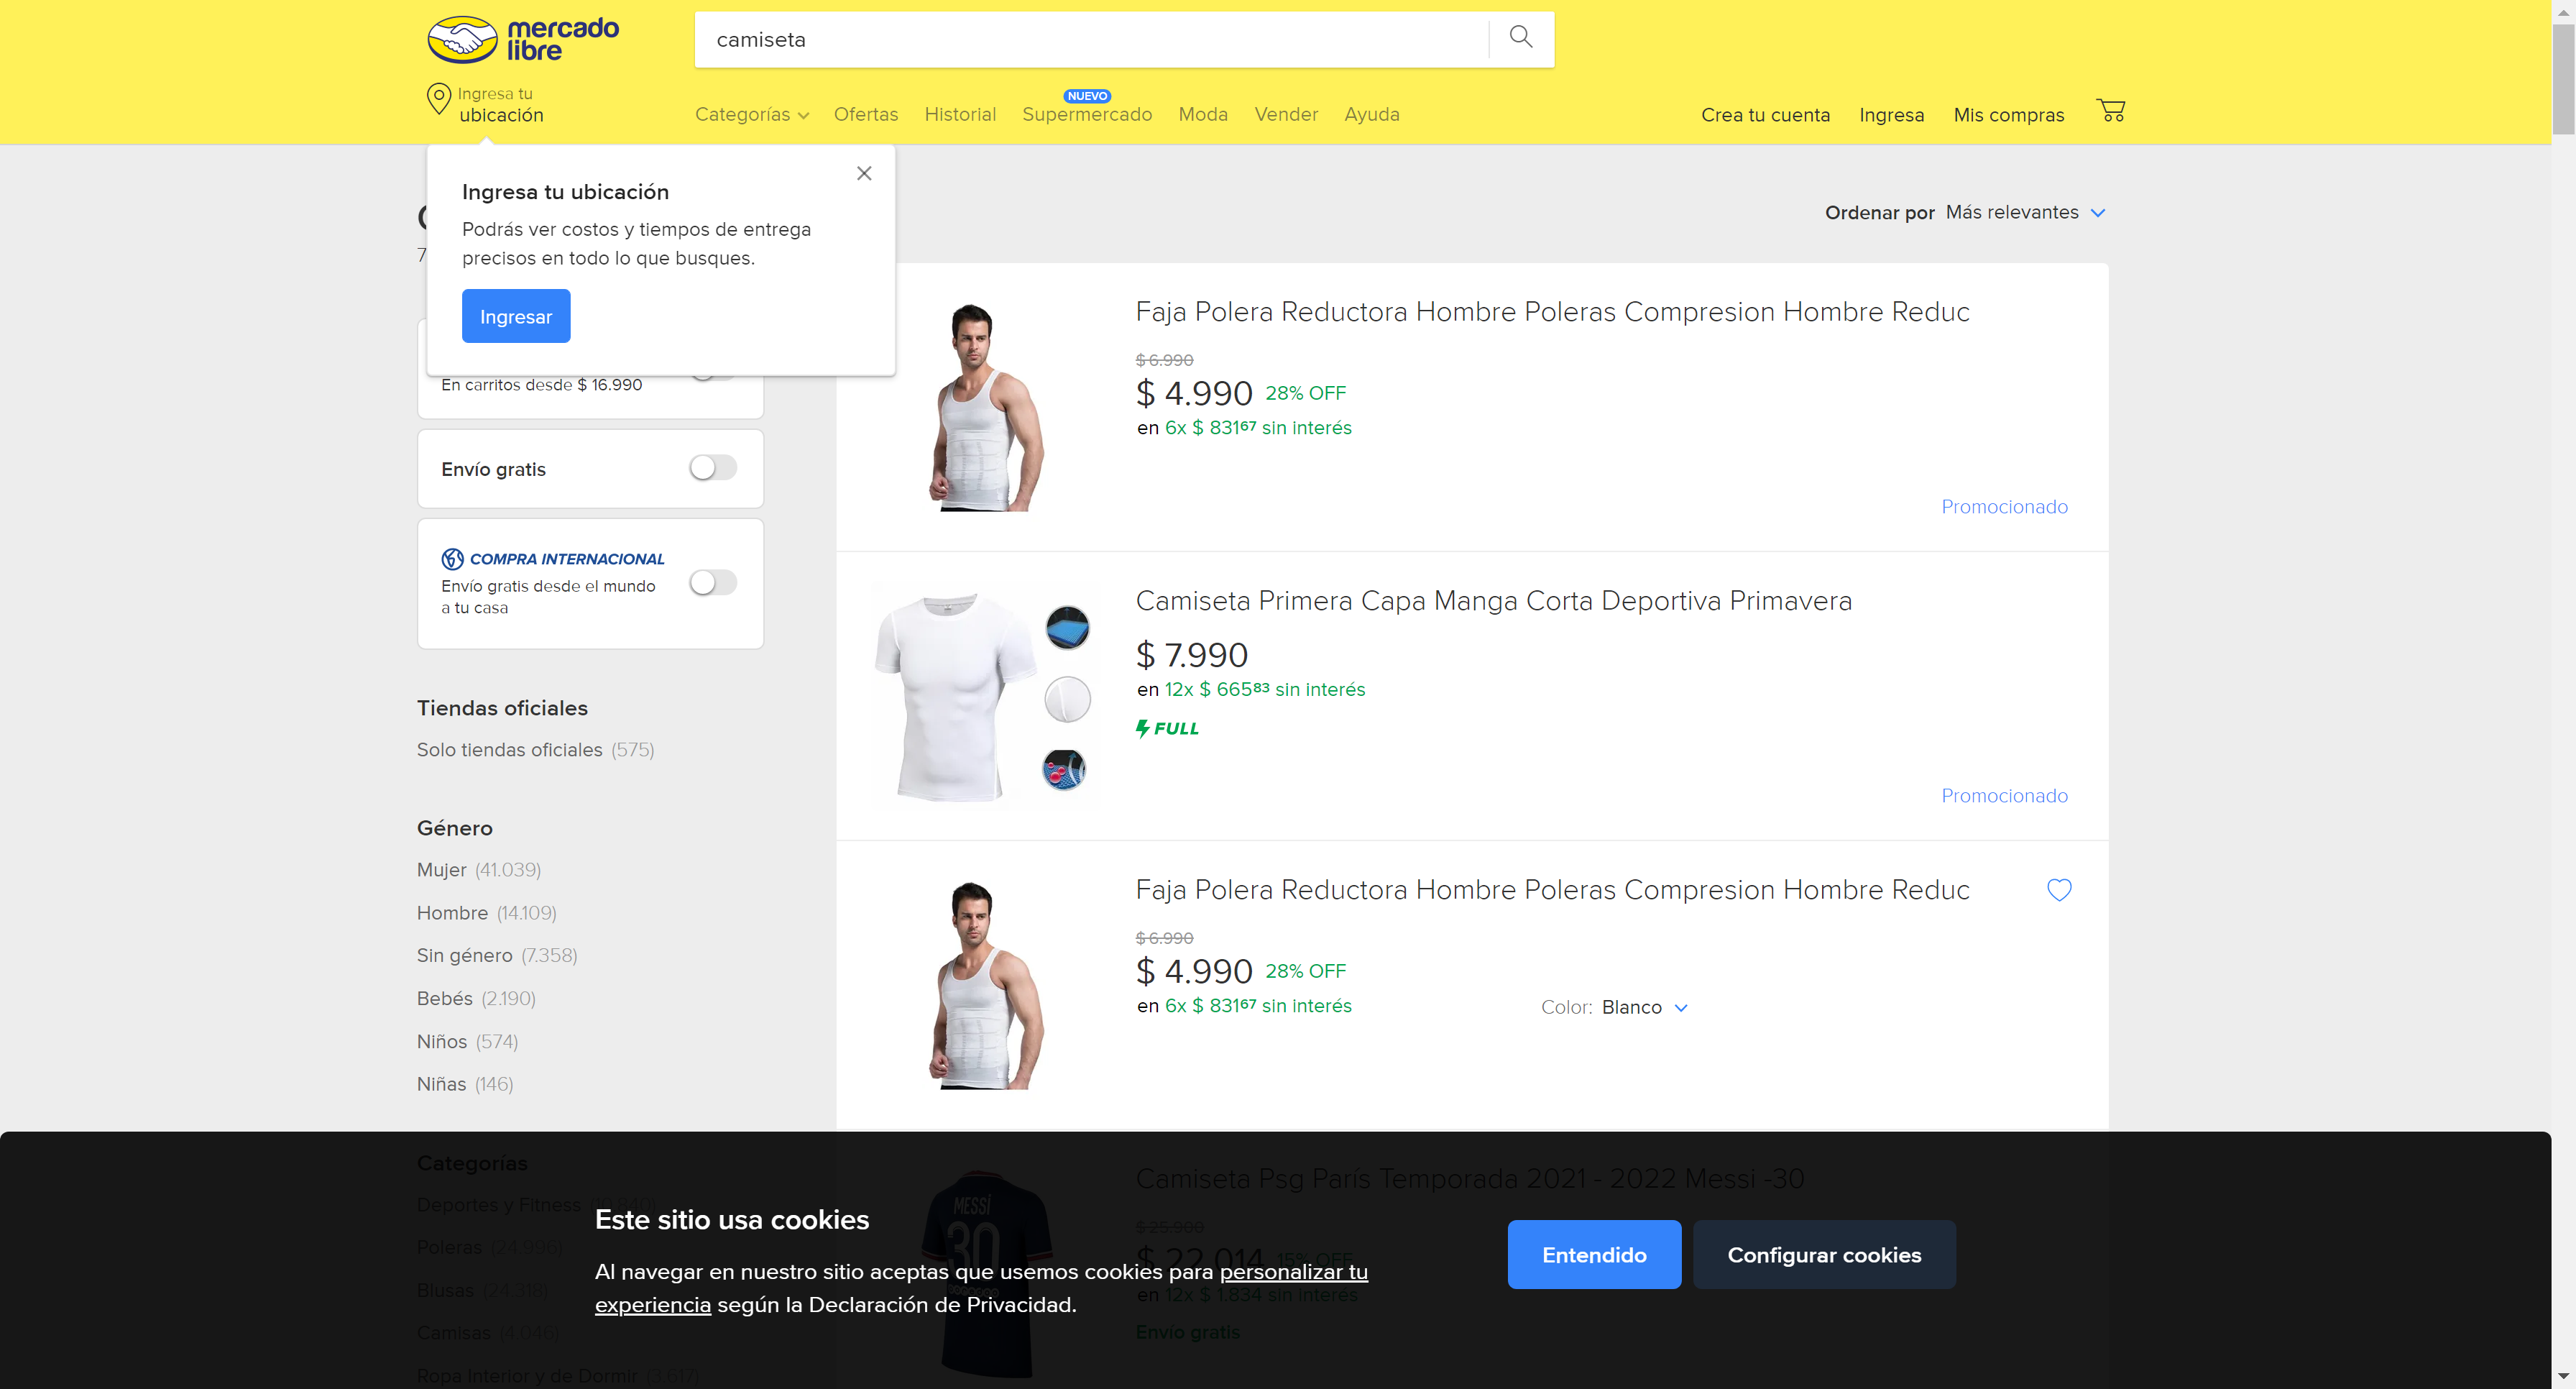 mercado
libre
camiseta
Ingresa tu
ubicación
Categorías
Ofertas
Historial
NUEVO
Supermercado
Moda
Vender
Ayuda
Crea tu cuenta
Ingresa
Mis compras
Ingresa tu ubicación
Podrás ver costos y tiempos de entrega
precisos en todo lo que busques.
Ingresar
Ordenar por Más relevantes
En carritos desde $ 16.990
Envío gratis
COMPRA INTERNACIONAL
Envío gratis desde el mundo
a tu casa
Tiendas oficiales
Solo tiendas oficiales (575)
Género
Mujer (41.039)
Hombre (14.109)
Sin género (7.358)
Bebés (2.190)
Niños (574)
Niñas (146)
Categorías
Deportes y Fitness
Poleras (24.996)
Blusas (24.318)
Camisas (4.046)
Ropa Interior y de Dormir (3.617)
Faja Polera Reductora Hombre Poleras Compresion Hombre Reduc
$ 6.990
$ 4.990 28% OFF
en 6x $ 831 67 sin interés
Promocionado
Camiseta Primera Capa Manga Corta Deportiva Primavera
$ 7.990
en 12x $ 665 83 sin interés
FULL
Promocionado
Faja Polera Reductora Hombre Poleras Compresion Hombre Reduc
$ 6.990
$ 4.990 28% OFF
en 6x $ 831 67 sin interés
Color: Blanco
Camiseta Psg París Temporada 2021 - 2022 Messi -30
MESSI
30
$ 25.900
$ 22.014 15% OFF
en 12x $ 1.834 sin interés
Envío gratis
Este sitio usa cookies
Al navegar en nuestro sitio aceptas que usemos cookies para personalizar tu
experiencia según la Declaración de Privacidad.
Entendido
Configurar cookies